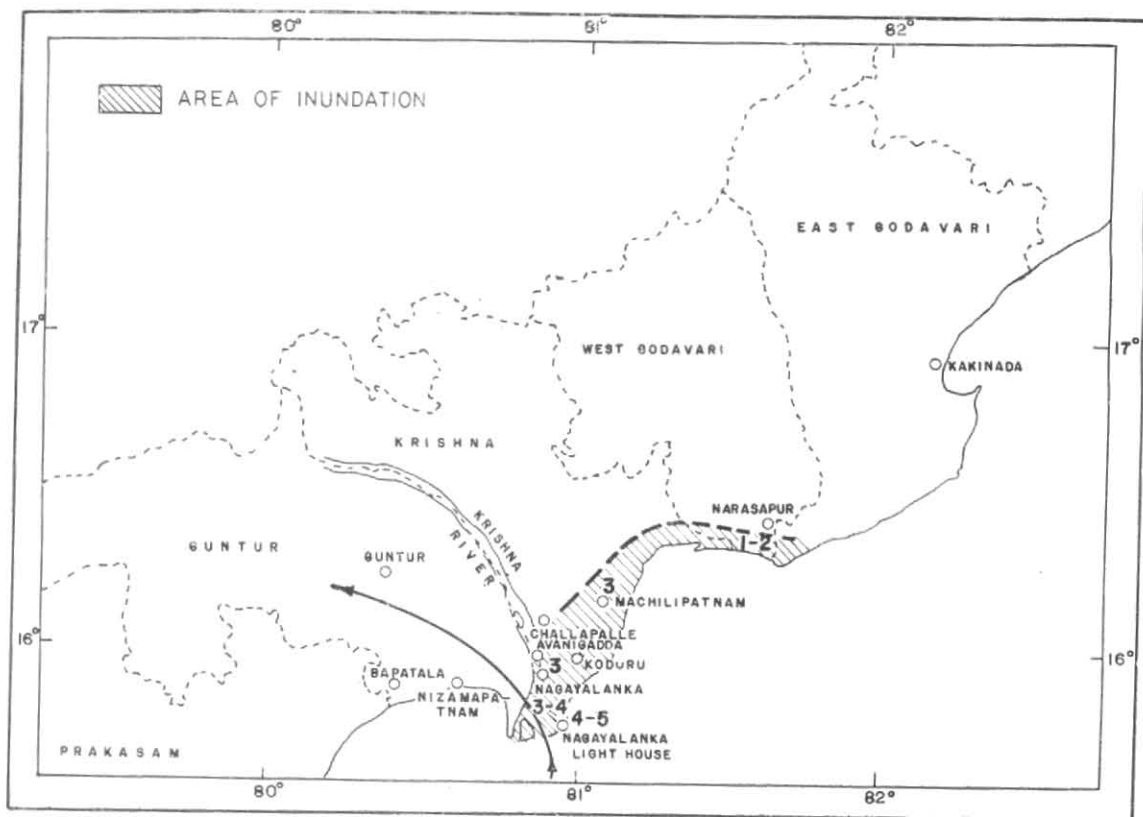 80° 81° 82°
AREA OF INUNDATION
EAST GODAVARI
17° 17°
WEST GODAVARI
KAKINADA
KRISHNA
NARASAPUR
1-2
KRISHNA
RIVER
GUNTUR
GUNTUR
3
MACHILIPATNAM
16° 16°
CHALLAPALLE
AVANIGADDA
3
KODURU
BAPATALA
NIZAMAPA-
TNAM
NAGAYALANKA
3-4
4-5
NAGAYALANKA
LIGHT HOUSE
PRAKASAM
80° 81° 82°